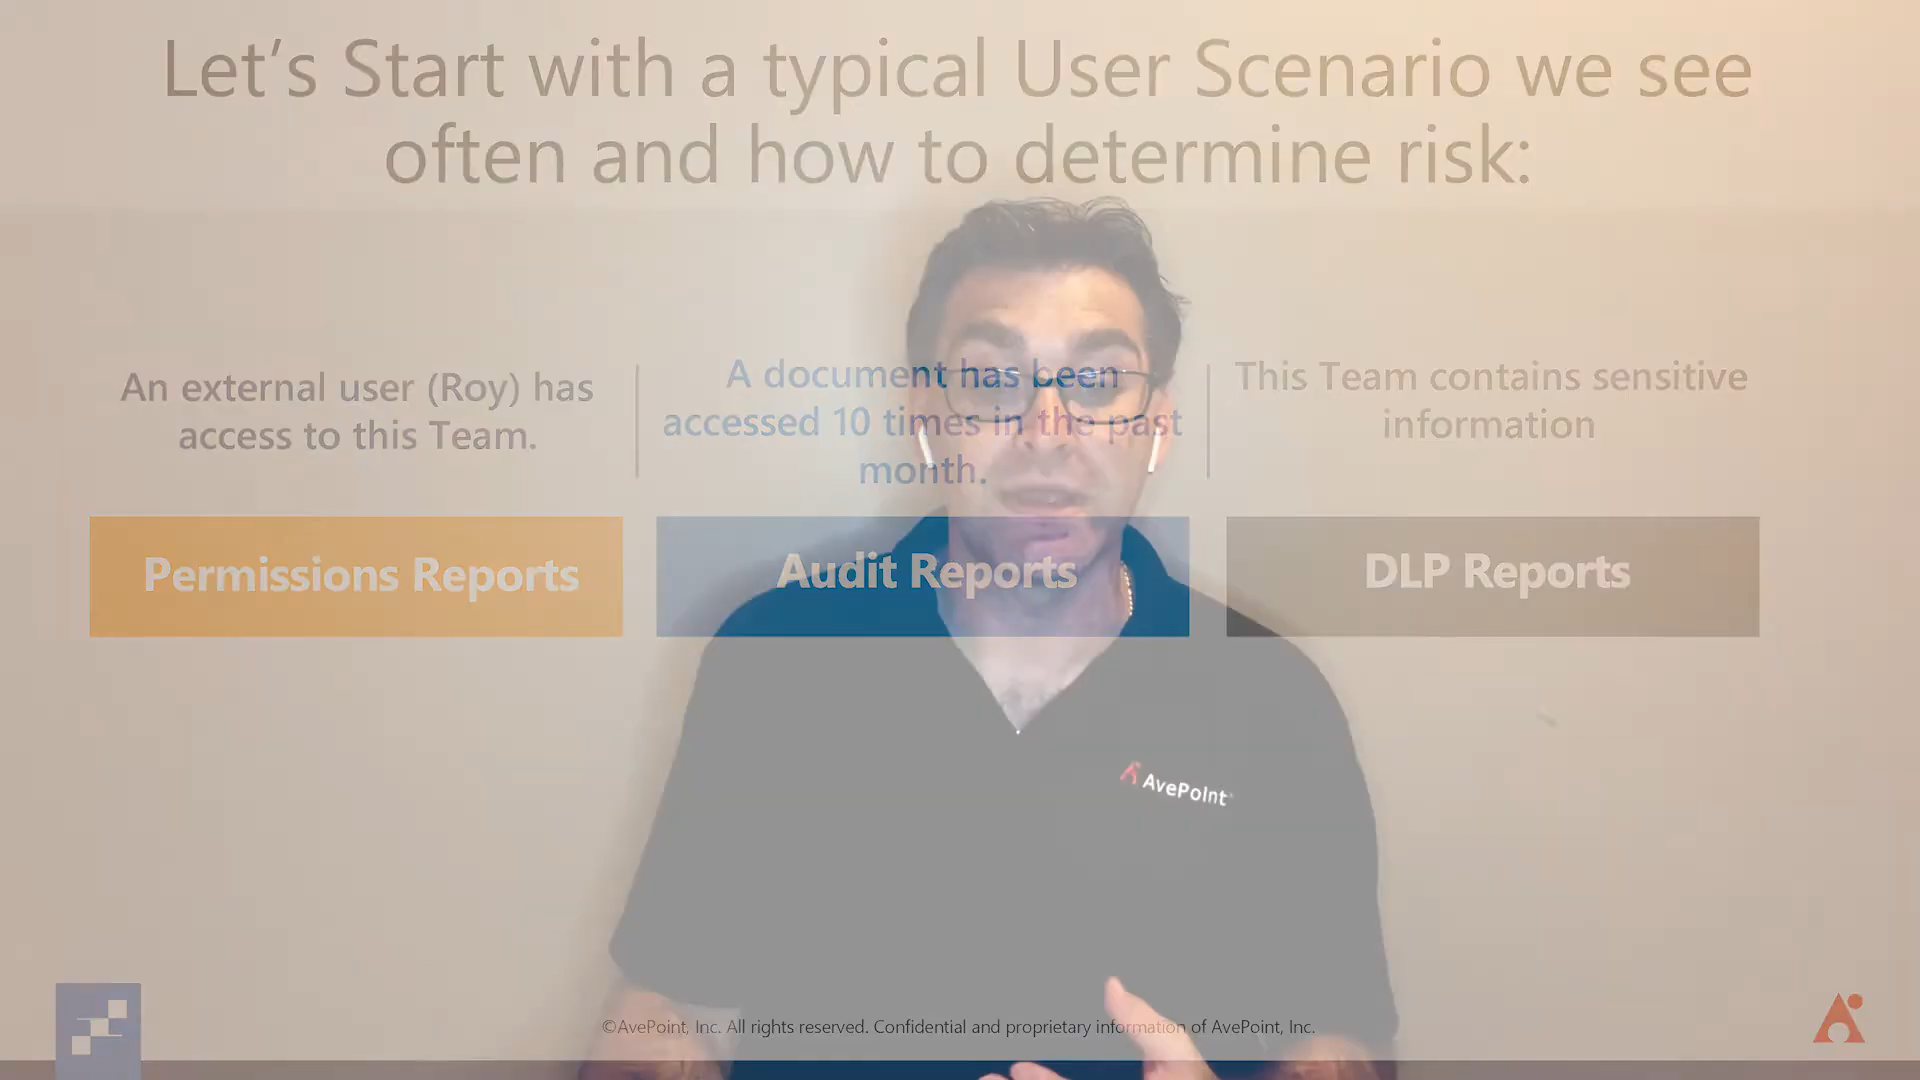 Let's Start with a typical User Scenario we see
often and how to determine risk:
An external user (Roy) has
access to this Team.
A document has been
accessed 10 times in the past
month.
This Team contains sensitive
information
Permissions Reports
Audit Reports
DLP Reports
AvePoint
©AvePoint, Inc. All rights reserved. Confidential and proprietary information of AvePoint, Inc.